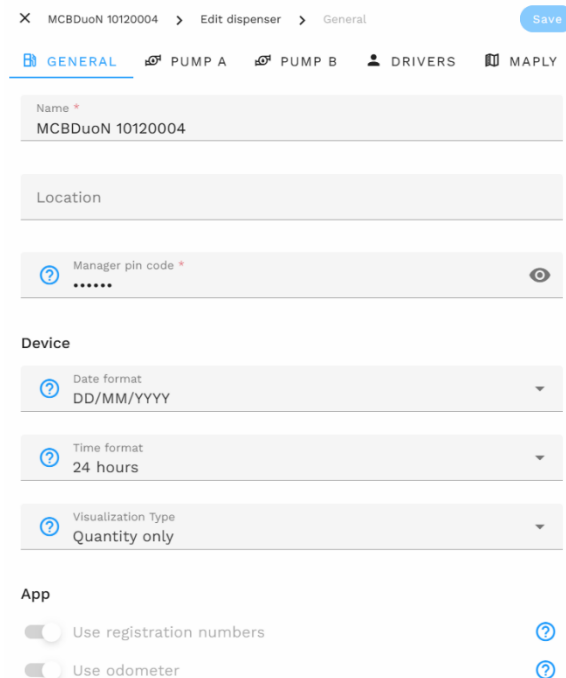 MCBDuoN 10120004 > Edit dispenser > General Save
GENERAL PUMP A PUMP B DRIVERS MAPLY
Name *
MCBDuoN 10120004
Location
Manager pin code *
••••••
Device
Date format
DD/MM/YYYY
Time format
24 hours
Visualization Type
Quantity only
App
Use registration numbers
Use odometer